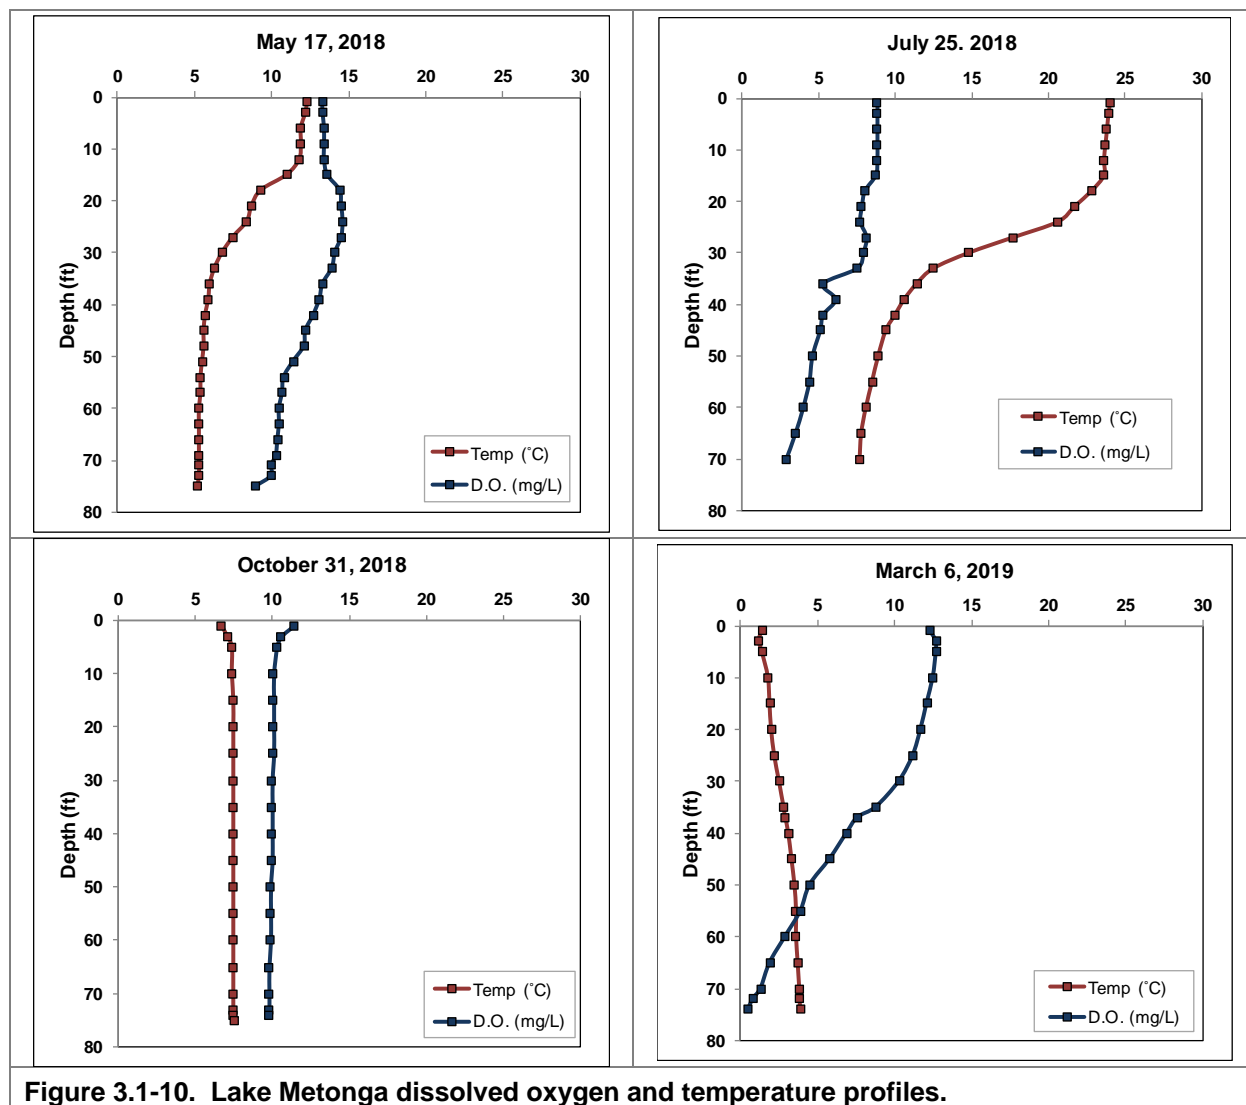 May 17, 2018
0 5 10 15 20 25 30
0
10
20
30
40
50
60
70
80
Depth (ft)
Temp (˚C)
D.O. (mg/L)
July 25. 2018
0 5 10 15 20 25 30
0
10
20
30
40
50
60
70
80
Depth (ft)
Temp (˚C)
D.O. (mg/L)
October 31, 2018
0 5 10 15 20 25 30
0
10
20
30
40
50
60
70
80
Depth (ft)
Temp (˚C)
D.O. (mg/L)
March 6, 2019
0 5 10 15 20 25 30
0
10
20
30
40
50
60
70
80
Depth (ft)
Temp (˚C)
D.O. (mg/L)
Figure 3.1-10. Lake Metonga dissolved oxygen and temperature profiles.